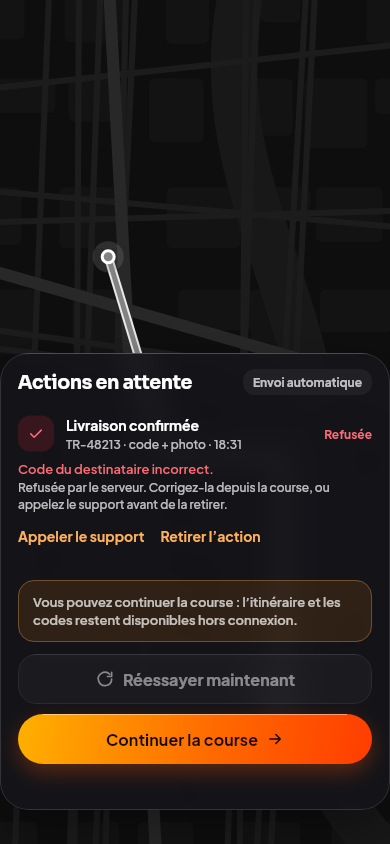 Actions en attente
Envoi automatique
Livraison confirmée
TR-48213 · code + photo · 18:31
Refusée
Code du destinataire incorrect.
Refusée par le serveur. Corrigez-la depuis la course, ou
appelez le support avant de la retirer.
Appeler le support
Retirer l’action
Vous pouvez continuer la course : l’itinéraire et les
codes restent disponibles hors connexion.
Réessayer maintenant
Continuer la course →